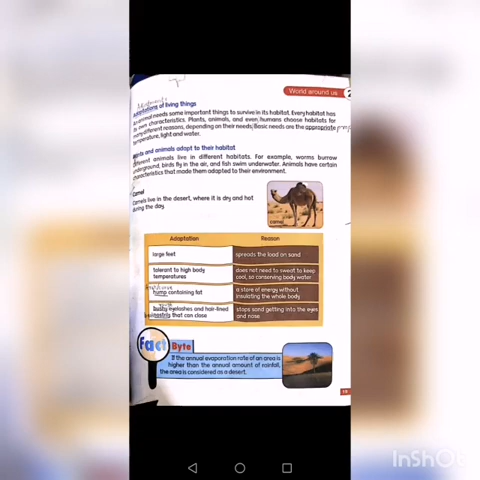 World around us
Adaptations of living things
An animal needs some important things to survive in its habitat. Every habitat has
its own characteristics. Plants, animals, and even humans choose habitats for
many different reasons, depending on their needs. Basic needs are the appropriate
temperature, light and water.
Plants and animals adapt to their habitat
Different animals live in different habitats. For example, worms burrow
underground, birds fly in the air, and fish swim underwater. Animals have certain
characteristics that made them adapted to their environment.
Camel
Camels live in the desert, where it is dry and hot
during the day.
camel
Adaptation Reason
large feet spreads the load on sand
tolerant to high body
temperatures
does not need to sweat to keep
cool, so conserving body water
hump containing fat
a store of energy without
insulating the whole body
bushy eyelashes and hair-lined
nostrils that can close
stops sand getting into the eyes
and nose
Fact Byte
If the annual evaporation rate of an area is
higher than the annual amount of rainfall,
the area is considered as a desert.
InShOt